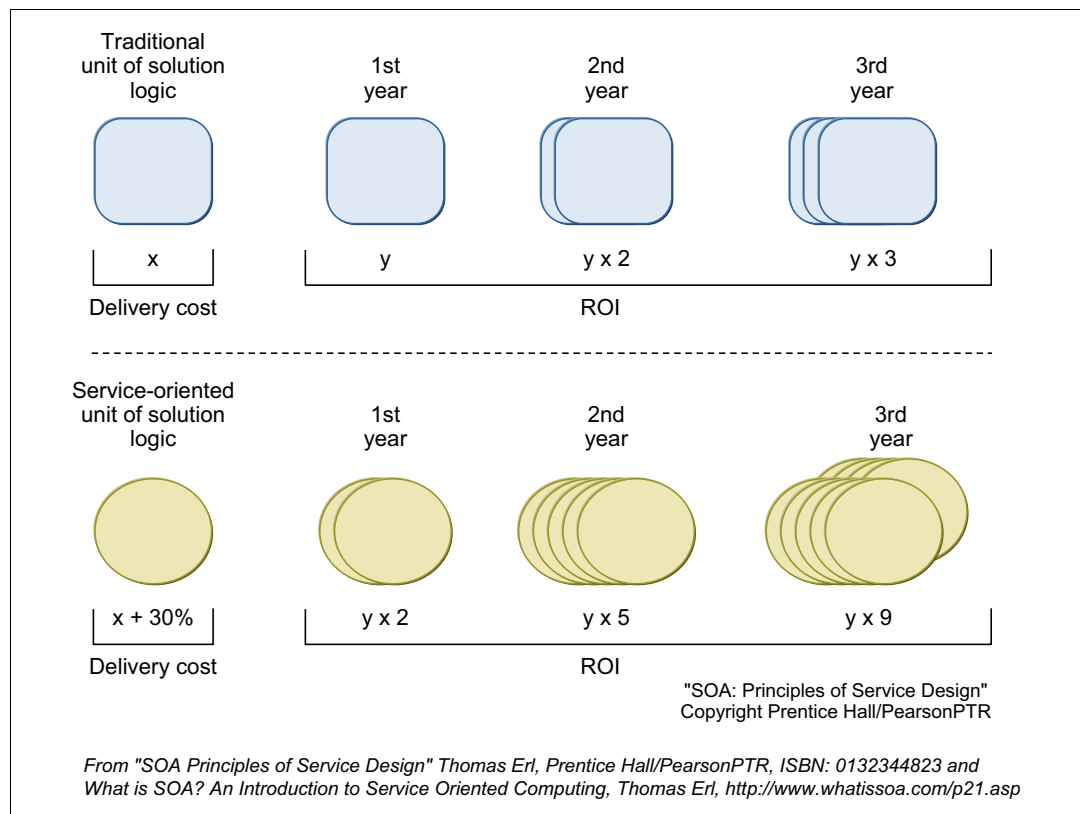 Traditional
unit of solution
logic
1st
year
2nd
year
3rd
year
x
y
y x 2
y x 3
Delivery cost
ROI
Service-oriented
unit of solution
logic
1st
year
2nd
year
3rd
year
x + 30%
y x 2
y x 5
y x 9
Delivery cost
ROI
"SOA: Principles of Service Design"
Copyright Prentice Hall/PearsonPTR
From "SOA Principles of Service Design" Thomas Erl, Prentice Hall/PearsonPTR, ISBN: 0132344823 and
What is SOA? An Introduction to Service Oriented Computing, Thomas Erl, http://www.whatissoa.com/p21.asp